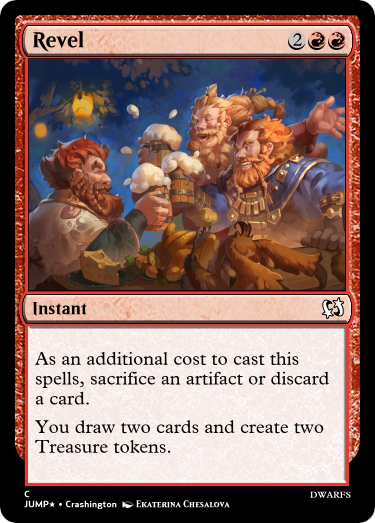 Revel 2
Instant
As an additional cost to cast this
spells, sacrifice an artifact or discard
a card.
You draw two cards and create two
Treasure tokens.
C DWARFS
JUMP★ • Crashington Ekaterina Chesalova